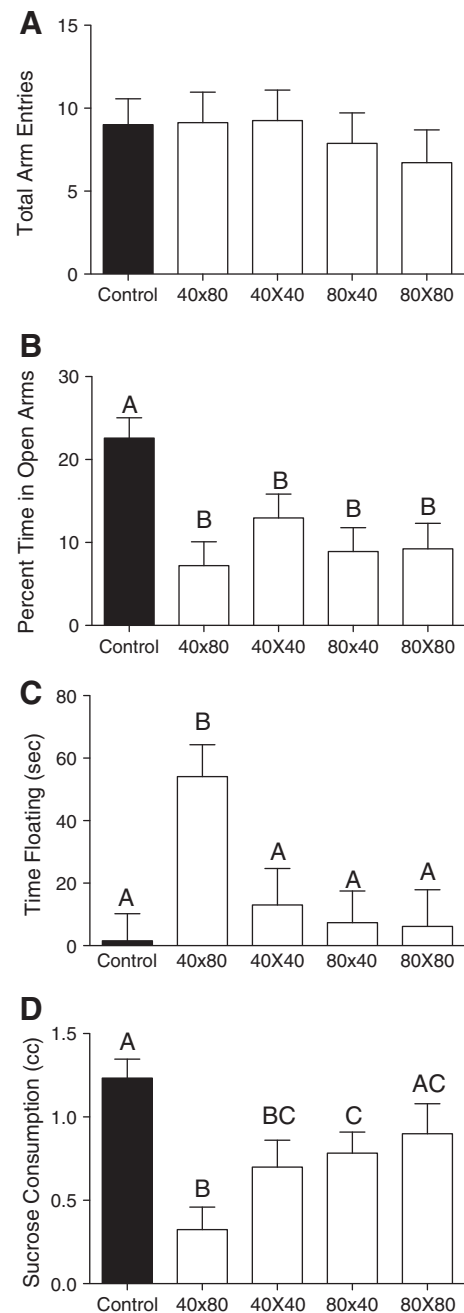 A
Total Arm Entries
15
10
5
0
Control 40x80 40X40 80x40 80X80
B
Percent Time in Open Arms
30
20
10
0
A B B B B
Control 40x80 40X40 80x40 80X80
C
Time Floating (sec)
80
60
40
20
0
A B A A A
Control 40x80 40X40 80x40 80X80
D
Sucrose Consumption (cc)
1.5
1.0
0.5
0.0
A B BC C AC
Control 40x80 40X40 80x40 80X80